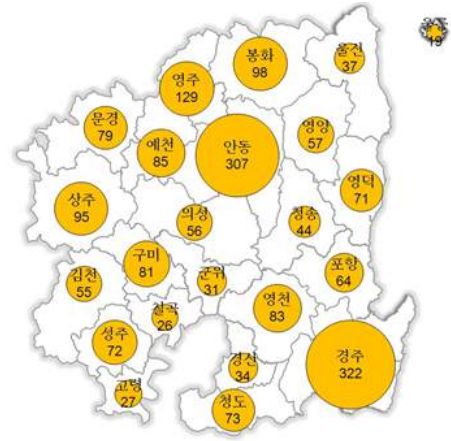 울진
37
봉화
98
영주
129
문경
79
예천
85
안동
307
영양
57
영덕
71
상주
95
의성
56
청송
44
구미
81
김천
55
군위
31
포항
64
영천
83
칠곡
26
성주
72
경산
34
경주
322
고령
27
청도
73
19